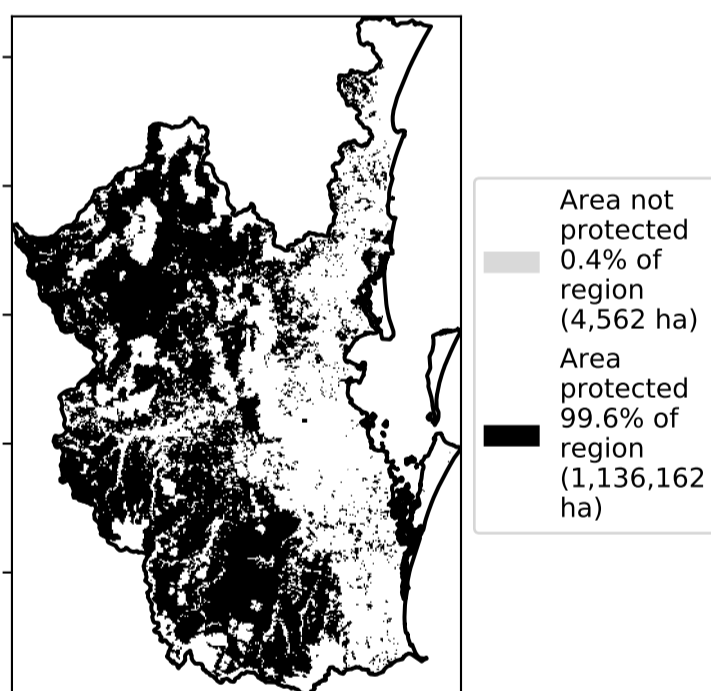 Area not
protected
0.4% of
region
(4,562 ha)
Area
protected
99.6% of
region
(1,136,162
ha)